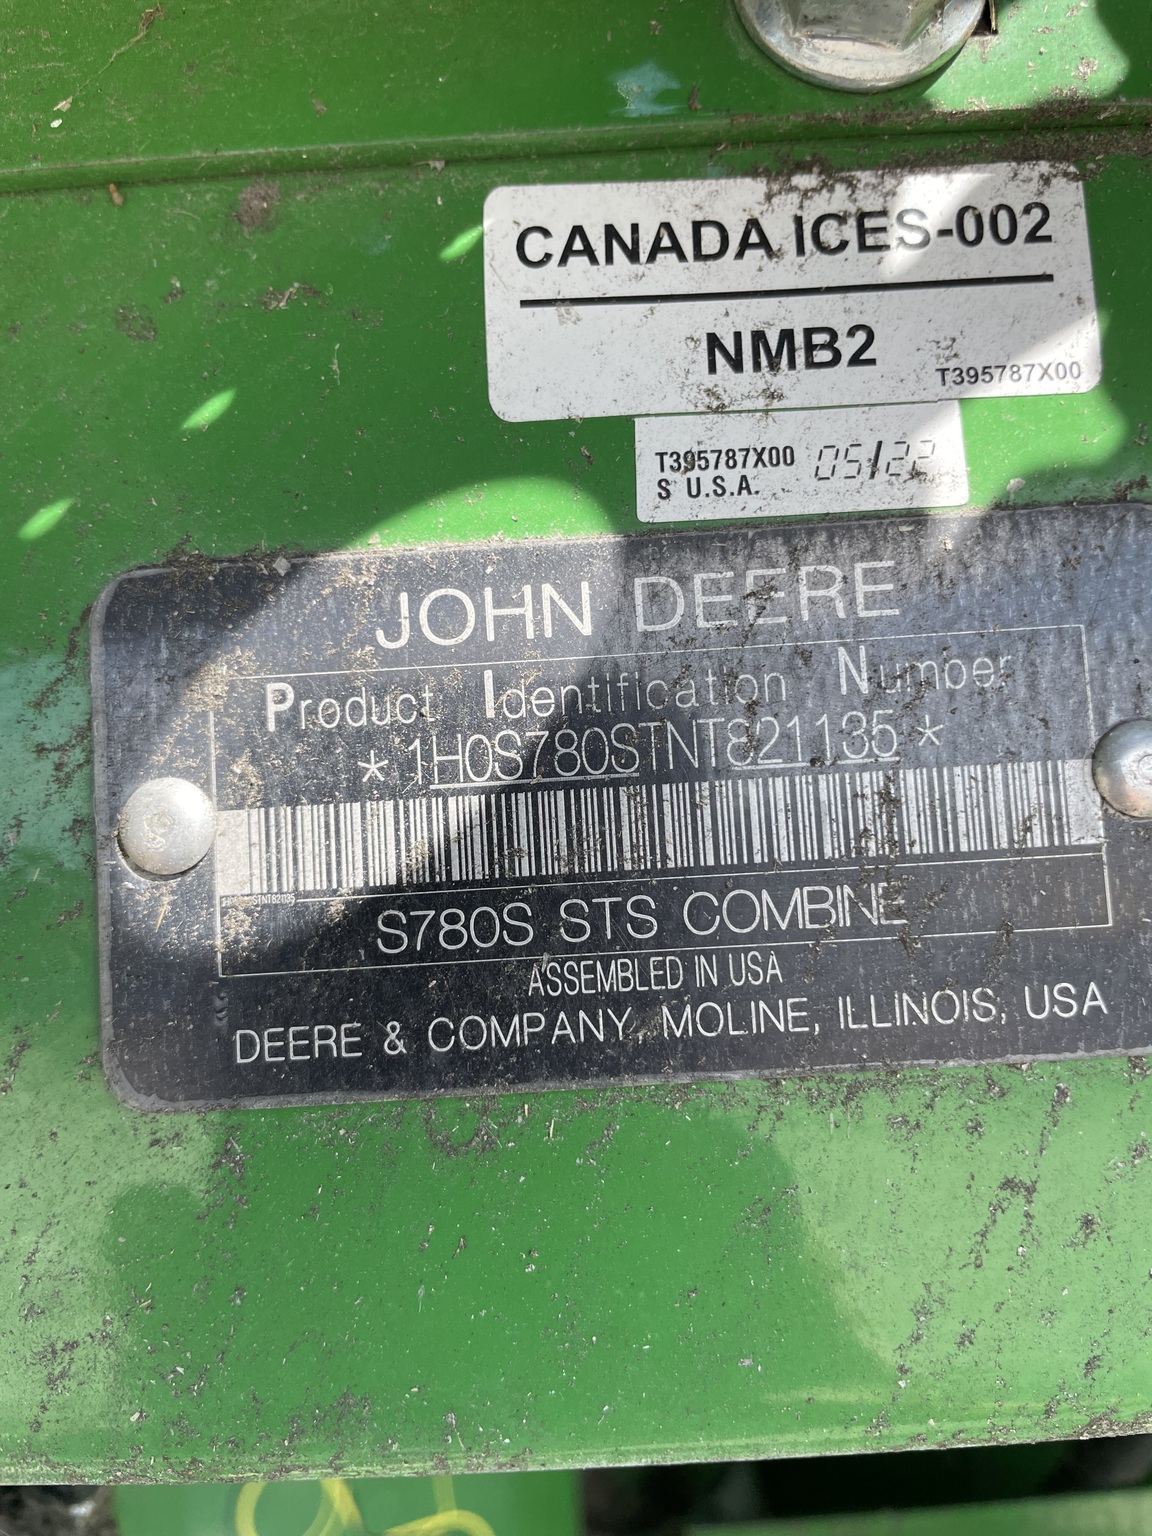 CANADA ICES-002
NMB2
T395787X00
T395787X00 05/22
S U.S.A.
JOHN DEERE
Product Identification Number
* 1H0S780STNT821135 *
S780S STS COMBINE
ASSEMBLED IN USA
DEERE & COMPANY, MOLINE, ILLINOIS, USA